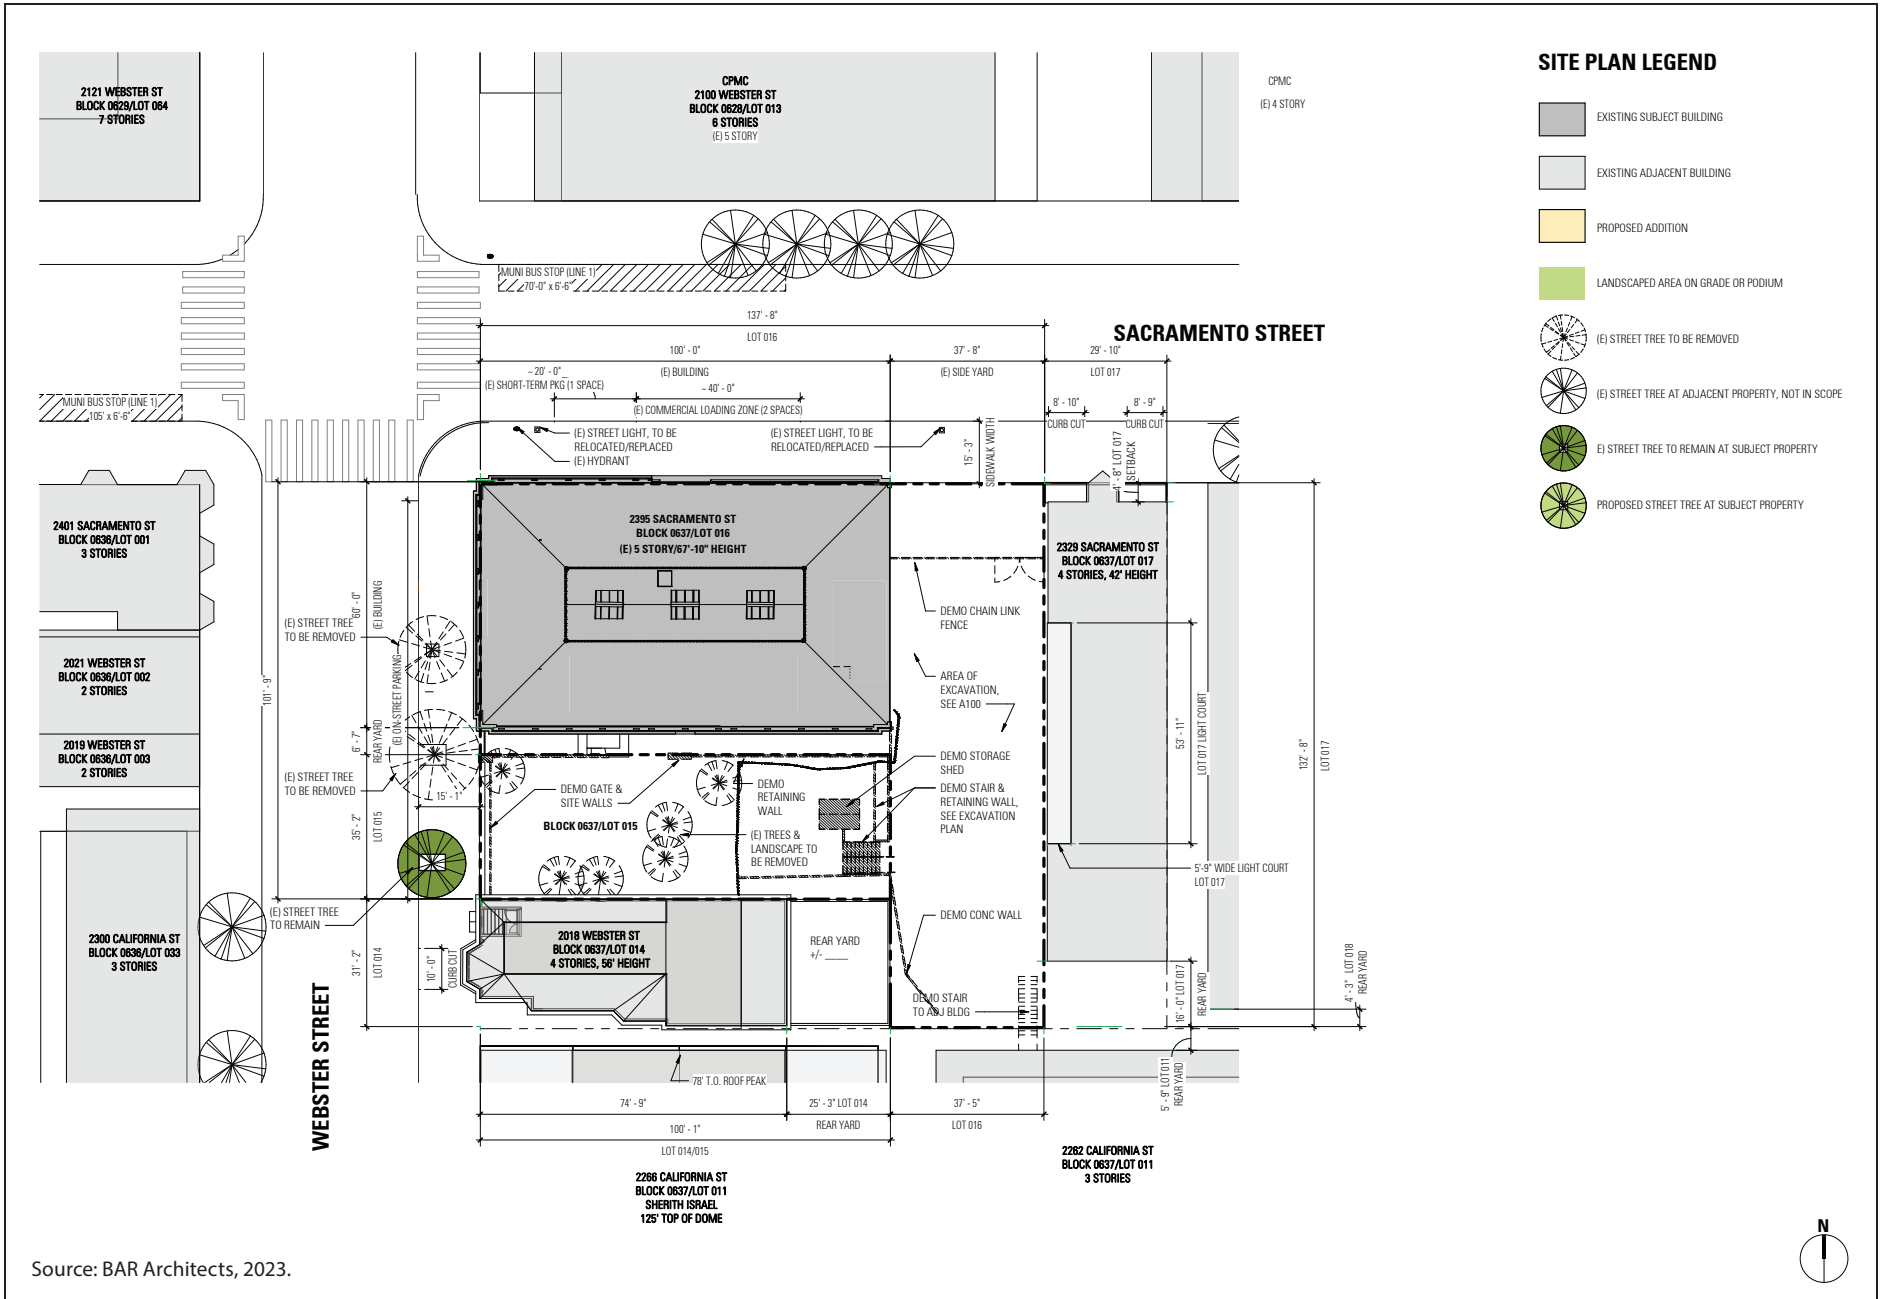 2121 WEBSTER ST
BLOCK 0629/LOT 064
7 STORIES
CPMC
2100 WEBSTER ST
BLOCK 0628/LOT 013
6 STORIES
(E) 5 STORY
CPMC
(E) 4 STORY
SITE PLAN LEGEND
EXISTING SUBJECT BUILDING
EXISTING ADJACENT BUILDING
PROPOSED ADDITION
LANDSCAPED AREA ON GRADE OR PODIUM
(E) STREET TREE TO BE REMOVED
(E) STREET TREE AT ADJACENT PROPERTY, NOT IN SCOPE
E) STREET TREE TO REMAIN AT SUBJECT PROPERTY
PROPOSED STREET TREE AT SUBJECT PROPERTY
MUNI BUS STOP (LINE 1)
70'-0" x 6'-6"
137' - 8"
LOT 016
SACRAMENTO STREET
100' - 0"
(E) BUILDING
37' - 8"
(E) SIDE YARD
29' - 10"
LOT 017
~ 20' - 0"
(E) SHORT-TERM PKG (1 SPACE)
~ 40' - 0"
(E) COMMERCIAL LOADING ZONE (2 SPACES)
8' - 10"
CURB CUT
8' - 9"
CURB CUT
MUNI BUS STOP (LINE 1)
105' x 6'-6"
(E) STREET LIGHT, TO BE
RELOCATED/REPLACED
(E) HYDRANT
(E) STREET LIGHT, TO BE
RELOCATED/REPLACED
15' - 3"
SIDEWALK WIDTH
4' - 8" LOT 017
SETBACK
2401 SACRAMENTO ST
BLOCK 0636/LOT 001
3 STORIES
2395 SACRAMENTO ST
BLOCK 0637/LOT 016
(E) 5 STORY/67'-10" HEIGHT
2329 SACRAMENTO ST
BLOCK 0637/LOT 017
4 STORIES, 42' HEIGHT
60' - 0"
(E) BUILDING
(E) STREET TREE
TO BE REMOVED
DEMO CHAIN LINK
FENCE
2021 WEBSTER ST
BLOCK 0636/LOT 002
2 STORIES
101' - 9"
(E) ON-STREET PARKING
AREA OF
EXCAVATION,
SEE A100
2019 WEBSTER ST
BLOCK 0636/LOT 003
2 STORIES
6' - 7"
REAR YARD
53' - 11"
LOT 017 LIGHT COURT
132' - 8"
LOT 017
(E) STREET TREE
TO BE REMOVED
15' - 1"
DEMO GATE &
SITE WALLS
DEMO
RETAINING
WALL
DEMO STORAGE
SHED
DEMO STAIR &
RETAINING WALL,
SEE EXCAVATION
PLAN
35' - 2"
LOT 015
BLOCK 0637/LOT 015
(E) TREES &
LANDSCAPE TO
BE REMOVED
5'-9" WIDE LIGHT COURT
LOT 017
(E) STREET TREE
TO REMAIN
DEMO CONC WALL
2300 CALIFORNIA ST
BLOCK 0636/LOT 033
3 STORIES
31' - 2"
LOT 014
10' - 0"
CURB CUT
2018 WEBSTER ST
BLOCK 0637/LOT 014
4 STORIES, 56' HEIGHT
REAR YARD
+/- ____
DEMO STAIR
TO ADJ BLDG
16' - 0" LOT 017
REAR YARD
4' - 3" LOT 018
REAR YARD
WEBSTER STREET
78' T.O. ROOF PEAK
5' - 9" LOT 011
REAR YARD
74' - 9"
25' - 3" LOT 014
REAR YARD
37' - 5"
LOT 016
100' - 1"
LOT 014/015
2266 CALIFORNIA ST
BLOCK 0637/LOT 011
SHERITH ISRAEL
125' TOP OF DOME
2262 CALIFORNIA ST
BLOCK 0637/LOT 011
3 STORIES
N
Source: BAR Architects, 2023.